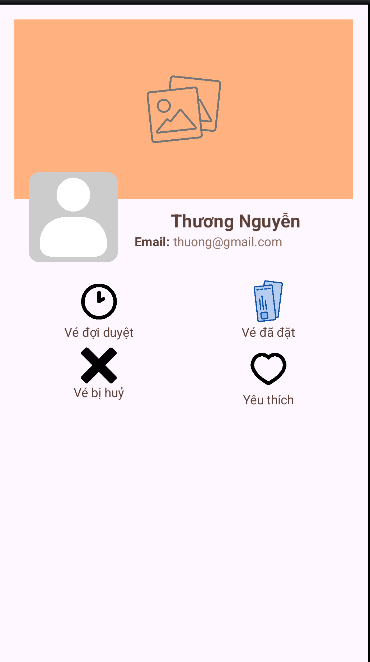 Thương Nguyễn
Email: thuong@gmail.com
Vé đợi duyệt
Vé đã đặt
Vé bị huỷ
Yêu thích